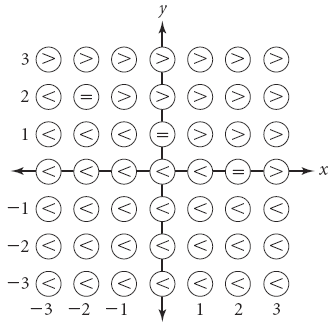 y
3 > > > > > > >
2 < = > > > > >
1 < < < = > > >
< < < < < = > x
−1 < < < < < < <
−2 < < < < < < <
−3 < < < < < < <
−3 −2 −1 1 2 3